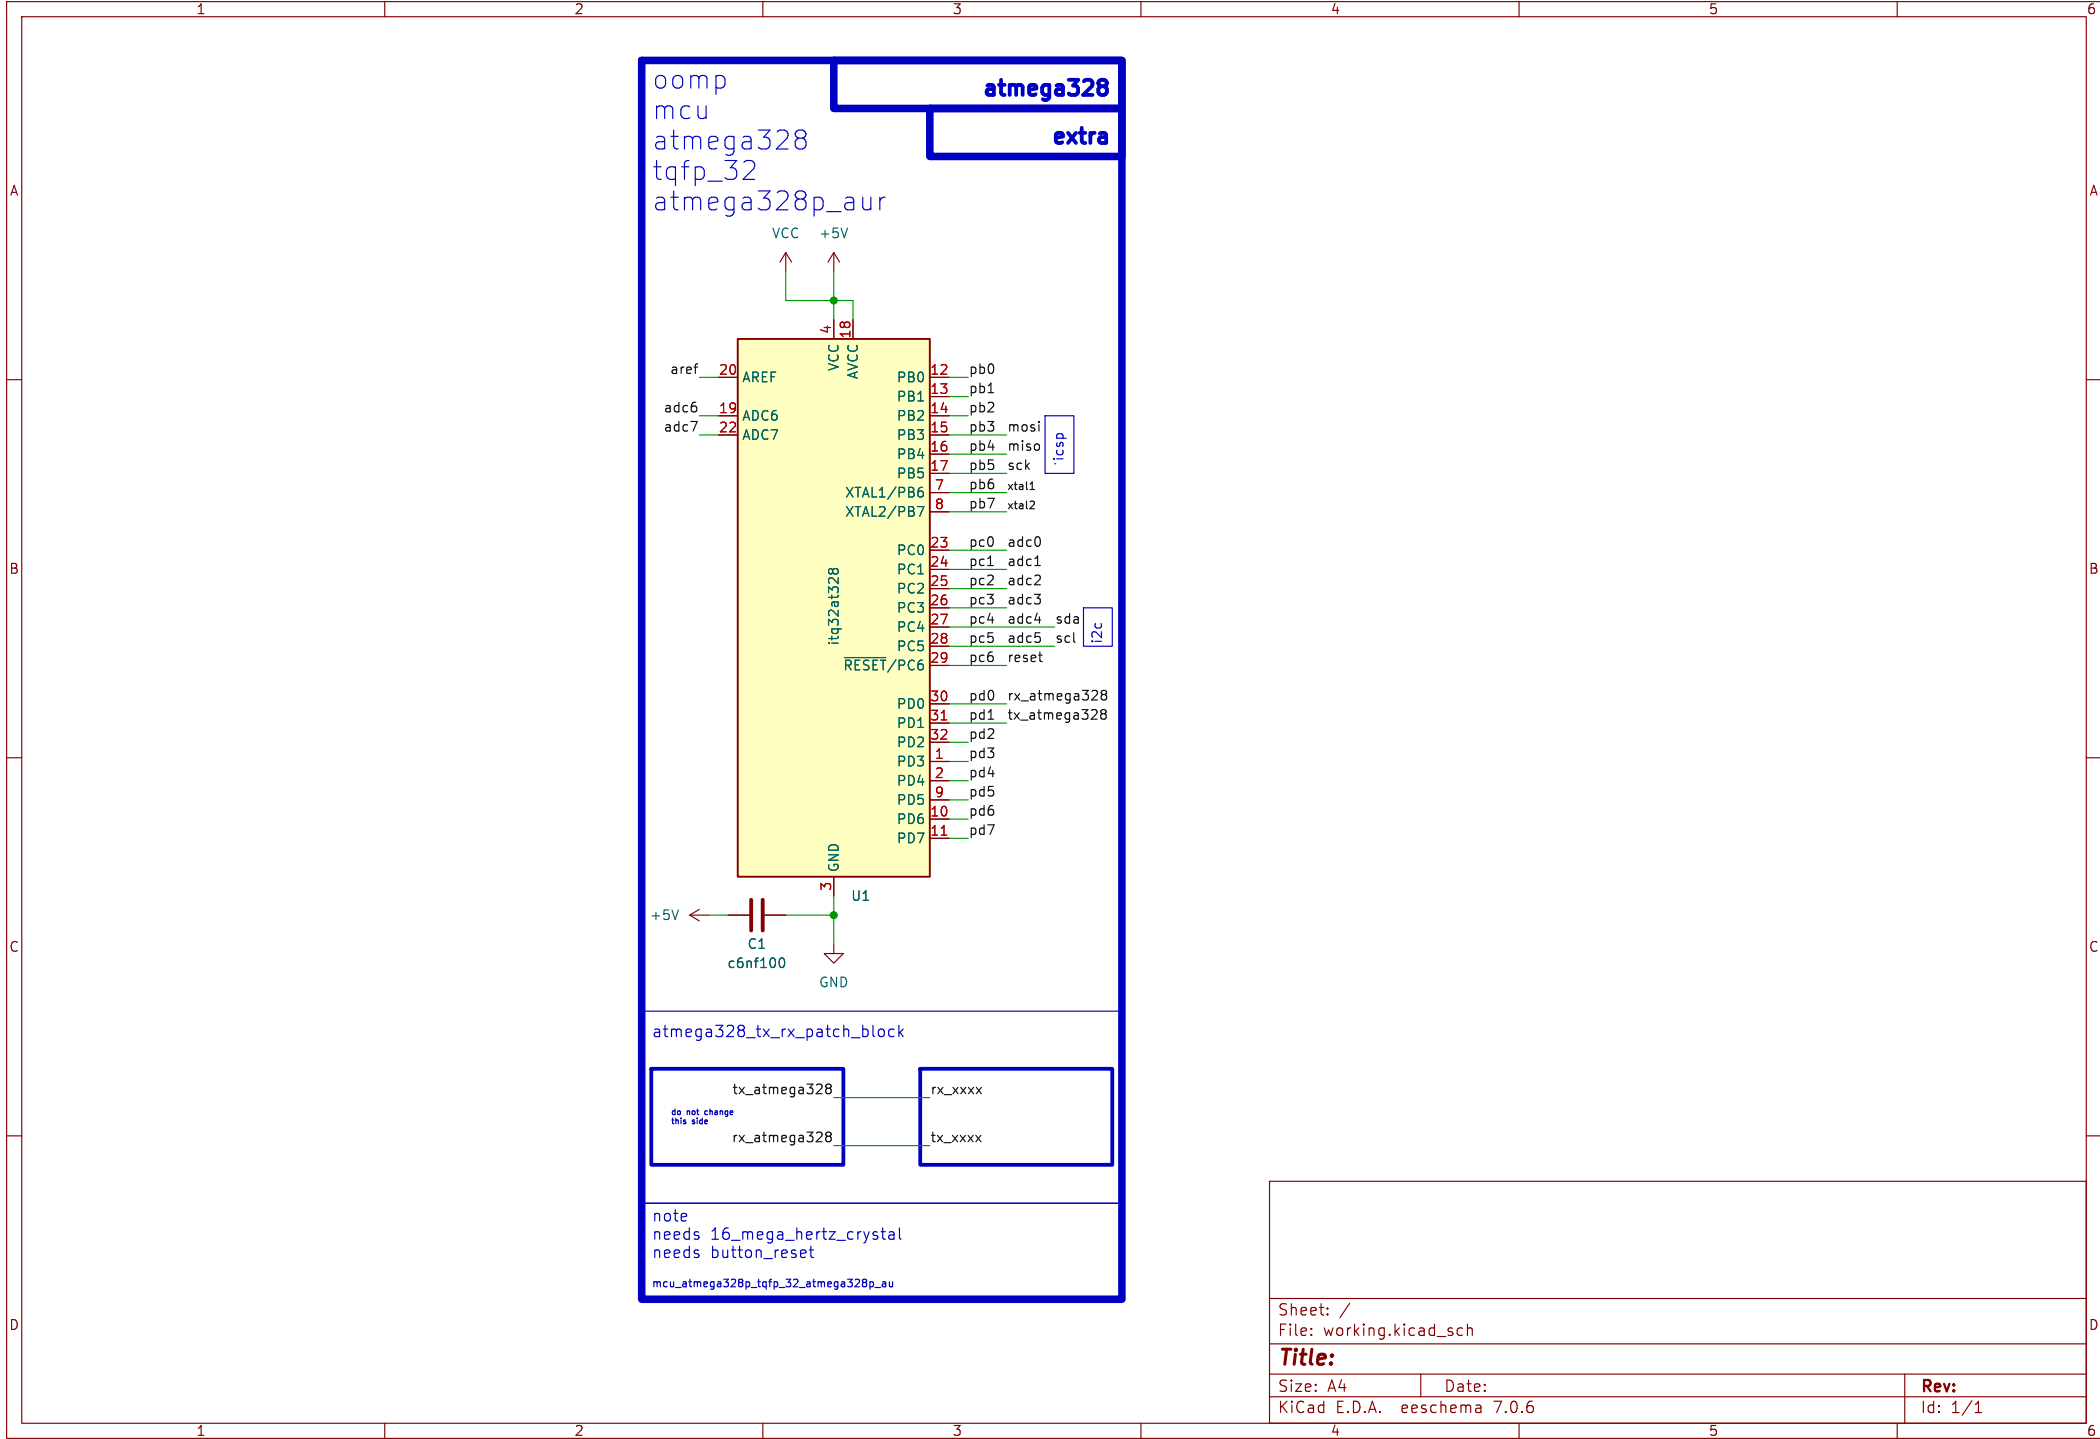 1 2 3 4 5 6
A
B
C
D
A
B
C
D
oomp
mcu
atmega328
tqfp_32
atmega328p_aur
atmega328
extra
VCC +5V
4 18
VCC AVCC
aref 20 AREF
adc6 19 ADC6
adc7 22 ADC7
PB0 12 pb0
PB1 13 pb1
PB2 14 pb2
PB3 15 pb3 mosi
PB4 16 pb4 miso
PB5 17 pb5 sck
icsp
XTAL1/PB6 7 pb6 xtal1
XTAL2/PB7 8 pb7 xtal2
PC0 23 pc0 adc0
PC1 24 pc1 adc1
PC2 25 pc2 adc2
PC3 26 pc3 adc3
PC4 27 pc4 adc4 sda
PC5 28 pc5 adc5 scl
i2c
RESET/PC6 29 pc6 reset
itq32at328
PD0 30 pd0 rx_atmega328
PD1 31 pd1 tx_atmega328
PD2 32 pd2
PD3 1 pd3
PD4 2 pd4
PD5 9 pd5
PD6 10 pd6
PD7 11 pd7
GND
3
U1
+5V
C1
c6nf100
GND
atmega328_tx_rx_patch_block
tx_atmega328 rx_xxxx
do not change
this side
rx_atmega328 tx_xxxx
note
needs 16_mega_hertz_crystal
needs button_reset
mcu_atmega328p_tqfp_32_atmega328p_au
Sheet: /
File: working.kicad_sch
Title:
Size: A4 Date: Rev:
KiCad E.D.A. eeschema 7.0.6 Id: 1/1
1 2 3 4 5 6